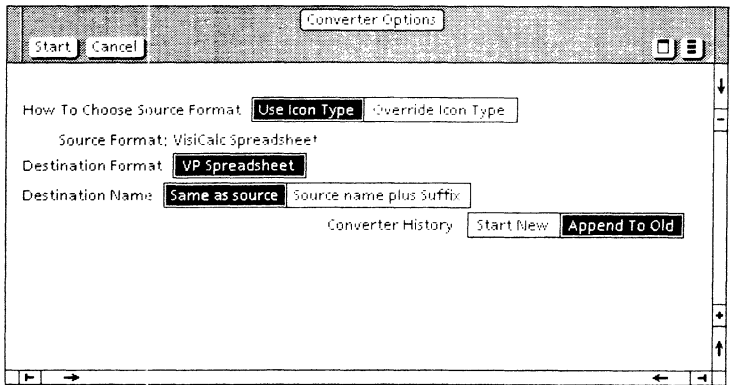 Converter Options
Start Cancel
How To Choose Source Format Use Icon Type Override Icon Type
Source Format: VisiCalc Spreadsheet
Destination Format VP Spreadsheet
Destination Name Same as source Source name plus Suffix
Converter History Start New Append To Old